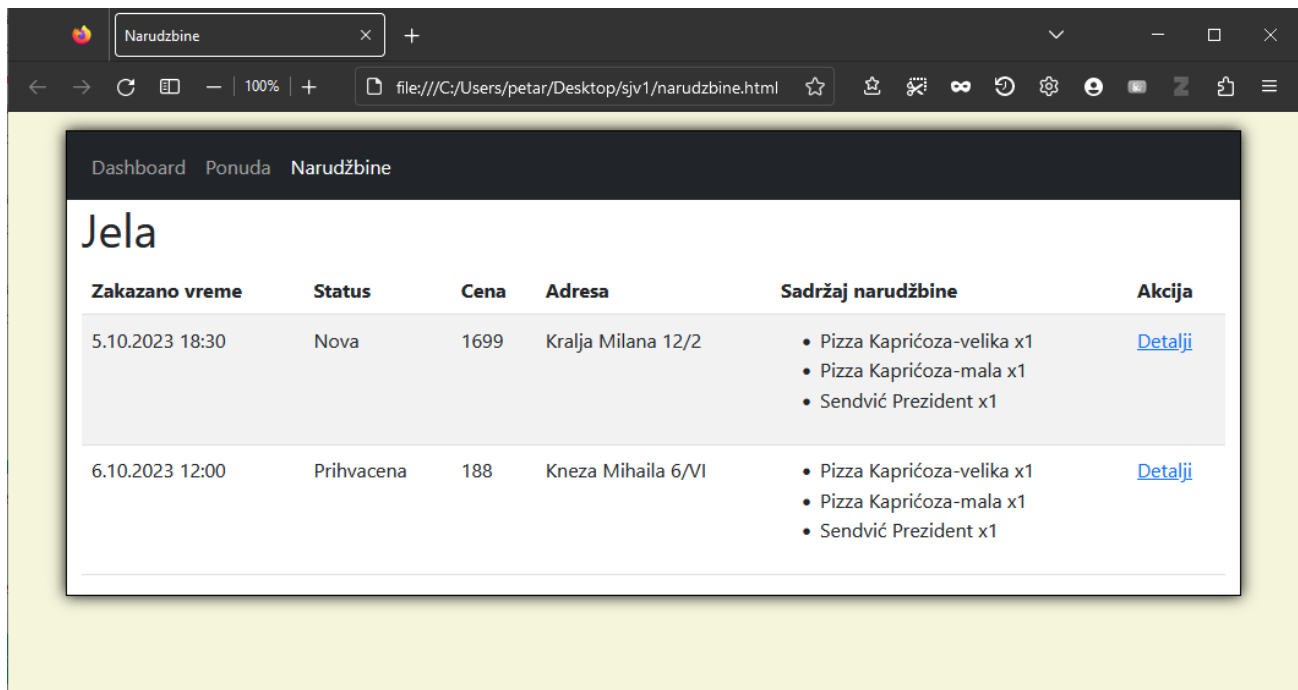 Narudzbine
100%
file:///C:/Users/petar/Desktop/sjv1/narudzbine.html
Dashboard Ponuda Narudžbine
Jela
Zakazano vreme Status Cena Adresa Sadržaj narudžbine Akcija
5.10.2023 18:30 Nova 1699 Kralja Milana 12/2 • Pizza Kaprićoza-velika x1 Detalji
• Pizza Kaprićoza-mala x1
• Sendvić Prezident x1
6.10.2023 12:00 Prihvacena 188 Kneza Mihaila 6/VI • Pizza Kaprićoza-velika x1 Detalji
• Pizza Kaprićoza-mala x1
• Sendvić Prezident x1